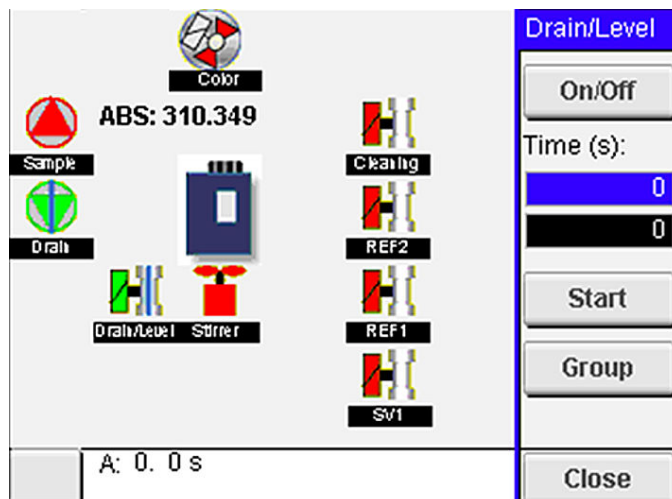 Drain/Level
On/Off
Time (s):
0
0
Start
Group
Close
Color
ABS: 310.349
Sample
Drain
Drain/Level
Stirrer
Cleaning
REF2
REF1
SV1
A: 0. 0 s